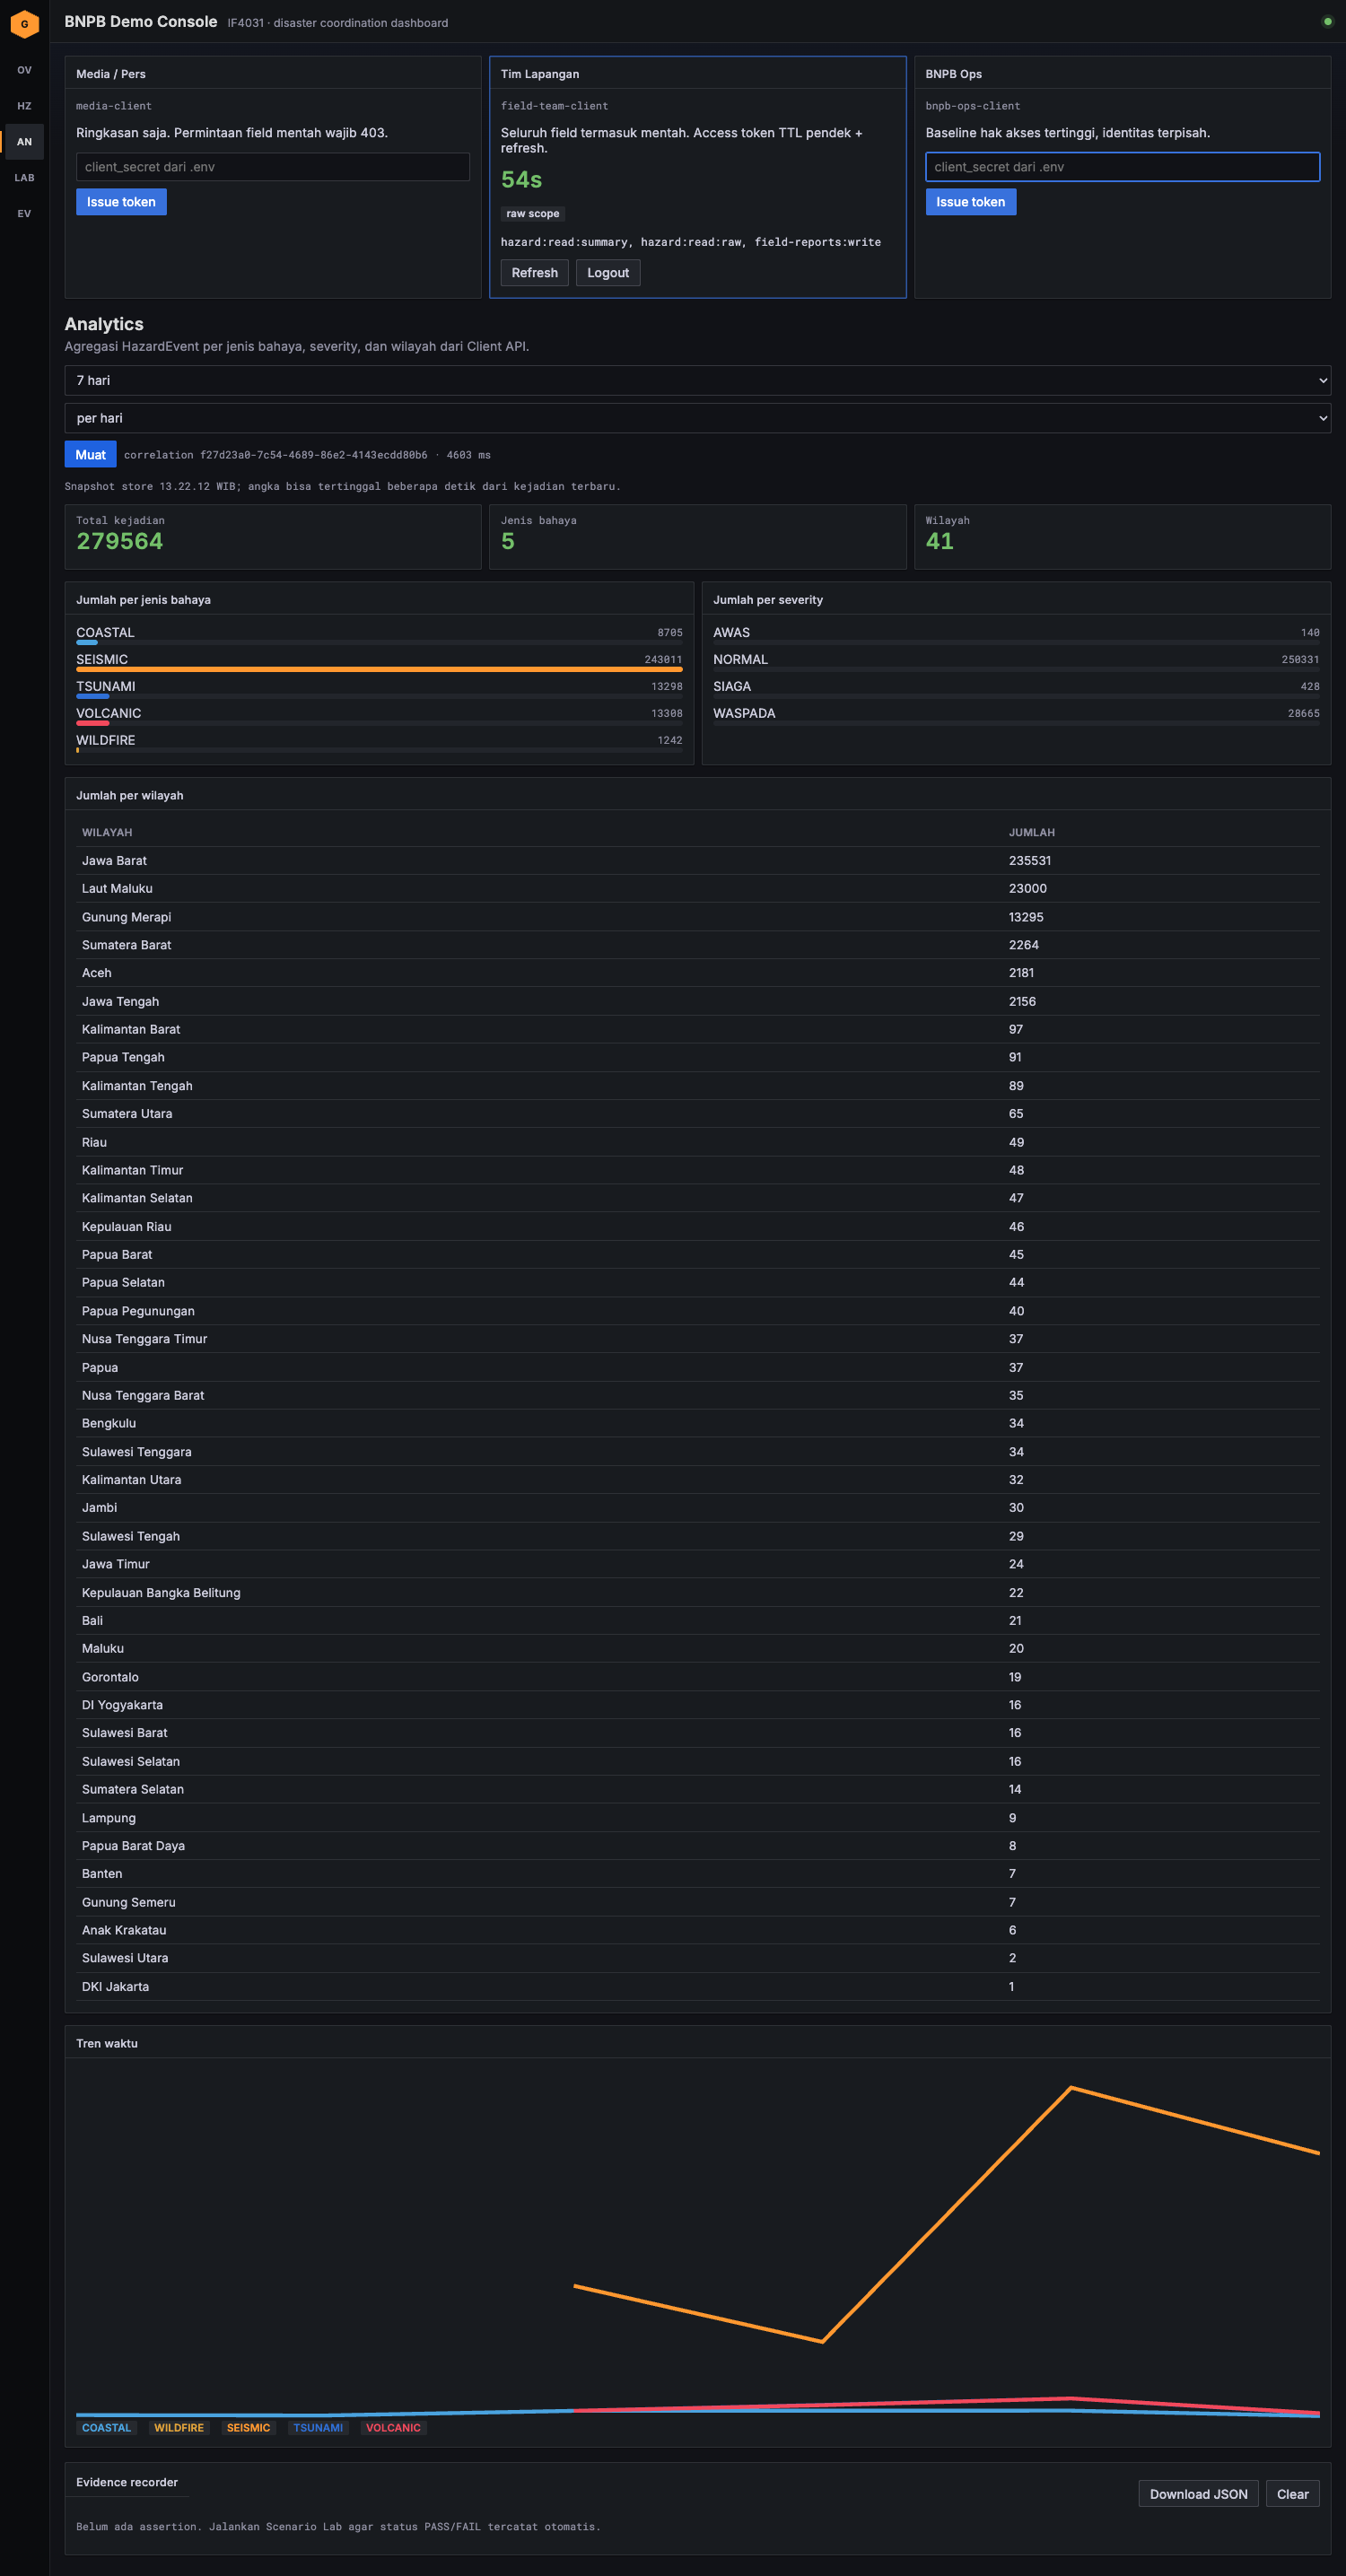 G
BNPB Demo Console IF4031 · disaster coordination dashboard
OV
HZ
AN
LAB
EV
Media / Pers
media-client
Ringkasan saja. Permintaan field mentah wajib 403.
client_secret dari .env
Issue token
Tim Lapangan
field-team-client
Seluruh field termasuk mentah. Access token TTL pendek +
refresh.
54s
raw scope
hazard:read:summary, hazard:read:raw, field-reports:write
Refresh Logout
BNPB Ops
bnpb-ops-client
Baseline hak akses tertinggi, identitas terpisah.
client_secret dari .env
Issue token
Analytics
Agregasi HazardEvent per jenis bahaya, severity, dan wilayah dari Client API.
7 hari
per hari
Muat correlation f27d23a0-7c54-4689-86e2-4143ecdd80b6 · 4603 ms
Snapshot store 13.22.12 WIB; angka bisa tertinggal beberapa detik dari kejadian terbaru.
Total kejadian
279564
Jenis bahaya
5
Wilayah
41
Jumlah per jenis bahaya
COASTAL 8705
SEISMIC 243011
TSUNAMI 13298
VOLCANIC 13308
WILDFIRE 1242
Jumlah per severity
AWAS 140
NORMAL 250331
SIAGA 428
WASPADA 28665
Jumlah per wilayah
WILAYAH JUMLAH
Jawa Barat 235531
Laut Maluku 23000
Gunung Merapi 13295
Sumatera Barat 2264
Aceh 2181
Jawa Tengah 2156
Kalimantan Barat 97
Papua Tengah 91
Kalimantan Tengah 89
Sumatera Utara 65
Riau 49
Kalimantan Timur 48
Kalimantan Selatan 47
Kepulauan Riau 46
Papua Barat 45
Papua Selatan 44
Papua Pegunungan 40
Nusa Tenggara Timur 37
Papua 37
Nusa Tenggara Barat 35
Bengkulu 34
Sulawesi Tenggara 34
Kalimantan Utara 32
Jambi 30
Sulawesi Tengah 29
Jawa Timur 24
Kepulauan Bangka Belitung 22
Bali 21
Maluku 20
Gorontalo 19
DI Yogyakarta 16
Sulawesi Barat 16
Sulawesi Selatan 16
Sumatera Selatan 14
Lampung 9
Papua Barat Daya 8
Banten 7
Gunung Semeru 7
Anak Krakatau 6
Sulawesi Utara 2
DKI Jakarta 1
Tren waktu
COASTAL WILDFIRE SEISMIC TSUNAMI VOLCANIC
Evidence recorder
Download JSON Clear
Belum ada assertion. Jalankan Scenario Lab agar status PASS/FAIL tercatat otomatis.